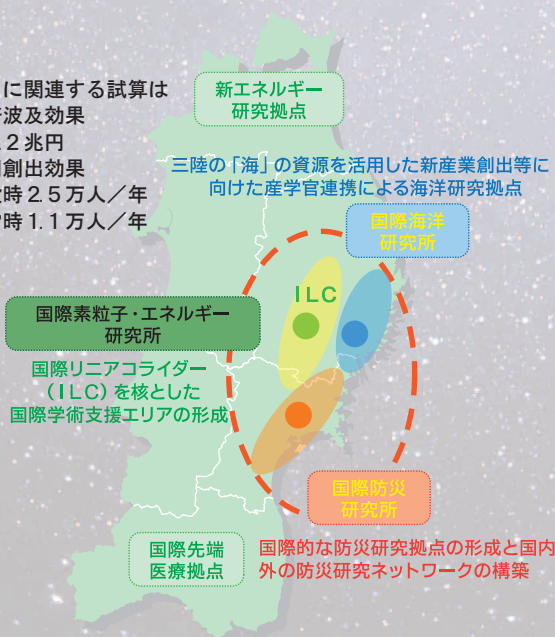 に関連する試算は
波及効果
2兆円
創出効果
時2.5万人／年
時1.1万人／年
新エネルギー
研究拠点
三陸の「海」の資源を活用した新産業創出等に
向けた産学官連携による海洋研究拠点
国際海洋
研究所
ILC
国際素粒子・エネルギー
研究所
国際リニアコライダー
（ILC）を核とした
国際学術支援エリアの形成
国際防災
研究所
国際先端
医療拠点
国際的な防災研究拠点の形成と国内
外の防災研究ネットワークの構築